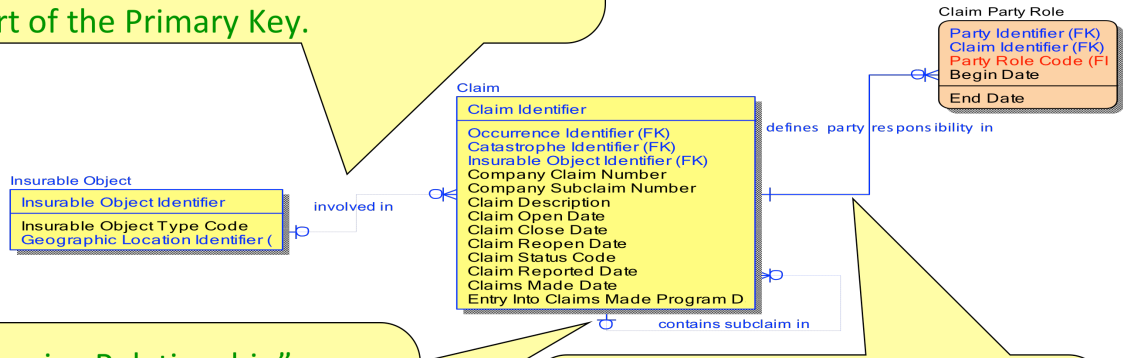 rt of the Primary Key.
Claim Party Role
Party Identifier (FK)
Claim Identifier (FK)
Party Role Code (F
Begin Date
End Date
Claim
Claim Identifier
Occurrence Identifier (FK)
Catastrophe Identifier (FK)
Insurable Object Identifier (FK)
Company Claim Number
Company Subclaim Number
Claim Description
Claim Open Date
Claim Close Date
Claim Reopen Date
Claim Status Code
Claim Reported Date
Claims Made Date
Entry Into Claims Made Program D
defines party responsibility in
Insurable Object
Insurable Object Identifier
Insurable Object Type Code
Geographic Location Identifier (
involved in
contains subclaim in